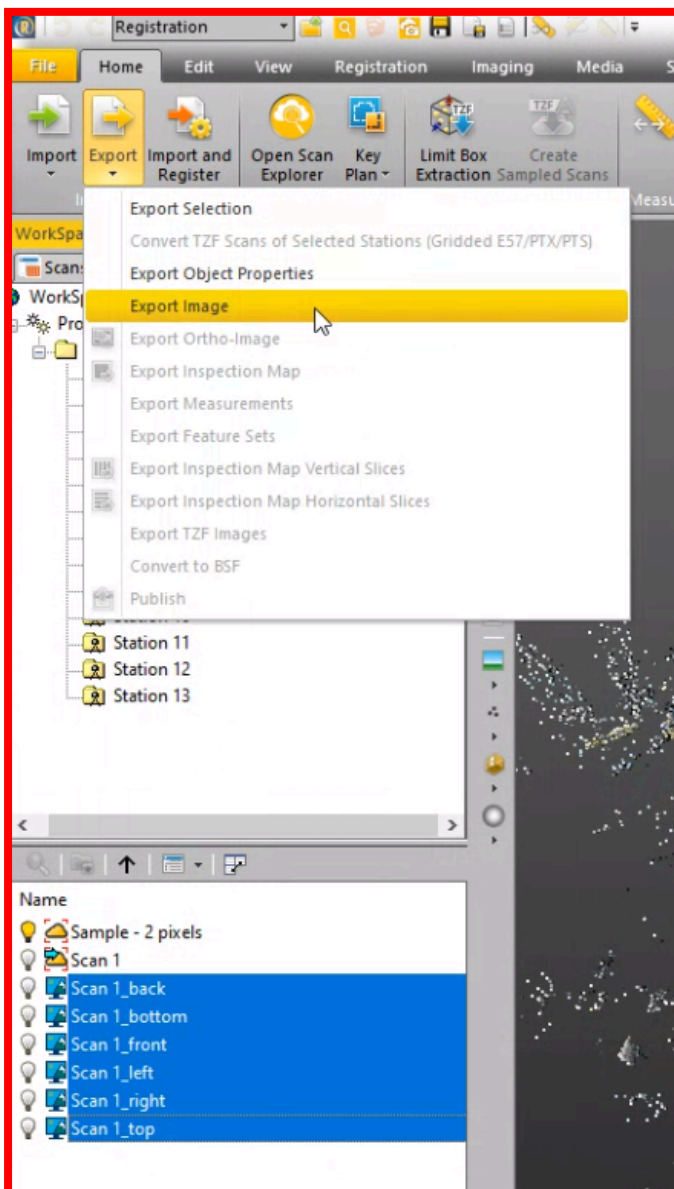 Registration
File Home Edit View Registration Imaging Media
Import Export Import and Register Open Scan Explorer Key Plan Limit Box Extraction Create Sampled Scans
TZF TZF
Export Selection
Convert TZF Scans of Selected Stations (Gridded E57/PTX/PTS)
Export Object Properties
Export Image
Export Ortho-Image
Export Inspection Map
Export Measurements
Export Feature Sets
Export Inspection Map Vertical Slices
Export Inspection Map Horizontal Slices
Export TZF Images
Convert to BSF
Publish
Station 11
Station 12
Station 13
Name
Sample - 2 pixels
Scan 1
Scan 1_back
Scan 1_bottom
Scan 1_front
Scan 1_left
Scan 1_right
Scan 1_top